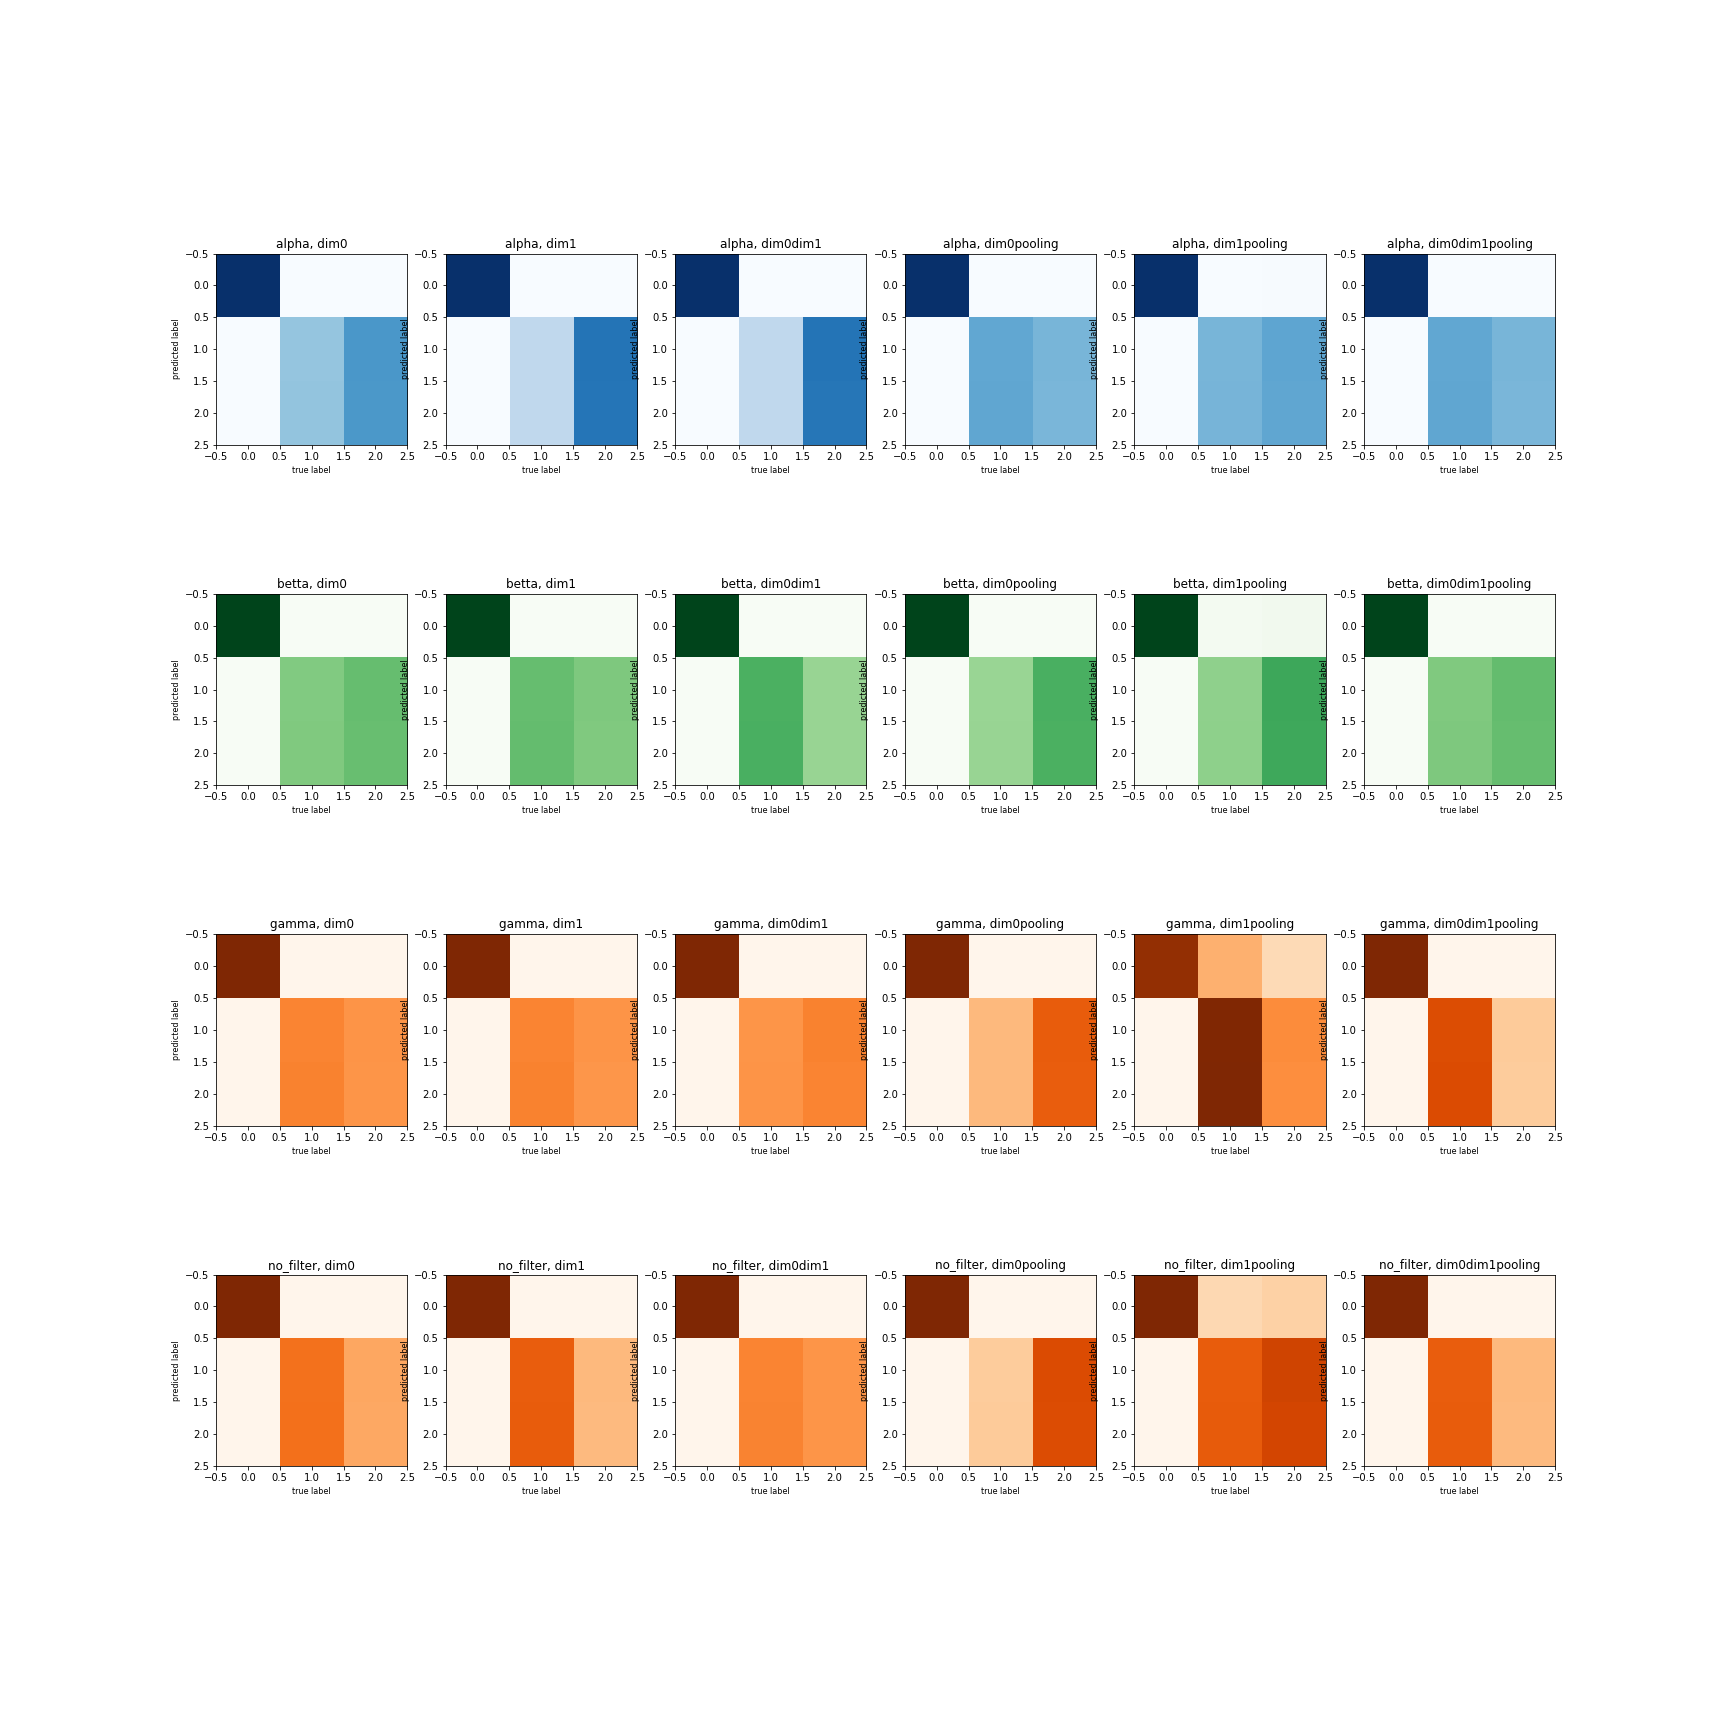 alpha, dim0 alpha, dim1 alpha, dim0dim1 alpha, dim0pooling alpha, dim1pooling alpha, dim0dim1pooling
−0.5 −0.5 −0.5 −0.5 −0.5 −0.5
0.0 0.0 0.0 0.0 0.0 0.0
0.5 0.5 0.5 0.5 0.5 0.5
predicted label predicted label predicted label predicted label predicted label predicted label
1.0 1.0 1.0 1.0 1.0 1.0
1.5 1.5 1.5 1.5 1.5 1.5
2.0 2.0 2.0 2.0 2.0 2.0
2.5 2.5 2.5 2.5 2.5 2.5
−0.5 0.0 0.5 1.0 1.5 2.0 2.5 −0.5 0.0 0.5 1.0 1.5 2.0 2.5 −0.5 0.0 0.5 1.0 1.5 2.0 2.5 −0.5 0.0 0.5 1.0 1.5 2.0 2.5 −0.5 0.0 0.5 1.0 1.5 2.0 2.5 −0.5 0.0 0.5 1.0 1.5 2.0 2.5
true label true label true label true label true label true label
betta, dim0 betta, dim1 betta, dim0dim1 betta, dim0pooling betta, dim1pooling betta, dim0dim1pooling
−0.5 −0.5 −0.5 −0.5 −0.5 −0.5
0.0 0.0 0.0 0.0 0.0 0.0
0.5 0.5 0.5 0.5 0.5 0.5
predicted label predicted label predicted label predicted label predicted label predicted label
1.0 1.0 1.0 1.0 1.0 1.0
1.5 1.5 1.5 1.5 1.5 1.5
2.0 2.0 2.0 2.0 2.0 2.0
2.5 2.5 2.5 2.5 2.5 2.5
−0.5 0.0 0.5 1.0 1.5 2.0 2.5 −0.5 0.0 0.5 1.0 1.5 2.0 2.5 −0.5 0.0 0.5 1.0 1.5 2.0 2.5 −0.5 0.0 0.5 1.0 1.5 2.0 2.5 −0.5 0.0 0.5 1.0 1.5 2.0 2.5 −0.5 0.0 0.5 1.0 1.5 2.0 2.5
true label true label true label true label true label true label
gamma, dim0 gamma, dim1 gamma, dim0dim1 gamma, dim0pooling gamma, dim1pooling gamma, dim0dim1pooling
−0.5 −0.5 −0.5 −0.5 −0.5 −0.5
0.0 0.0 0.0 0.0 0.0 0.0
0.5 0.5 0.5 0.5 0.5 0.5
predicted label predicted label predicted label predicted label predicted label predicted label
1.0 1.0 1.0 1.0 1.0 1.0
1.5 1.5 1.5 1.5 1.5 1.5
2.0 2.0 2.0 2.0 2.0 2.0
2.5 2.5 2.5 2.5 2.5 2.5
−0.5 0.0 0.5 1.0 1.5 2.0 2.5 −0.5 0.0 0.5 1.0 1.5 2.0 2.5 −0.5 0.0 0.5 1.0 1.5 2.0 2.5 −0.5 0.0 0.5 1.0 1.5 2.0 2.5 −0.5 0.0 0.5 1.0 1.5 2.0 2.5 −0.5 0.0 0.5 1.0 1.5 2.0 2.5
true label true label true label true label true label true label
no_filter, dim0 no_filter, dim1 no_filter, dim0dim1 no_filter, dim0pooling no_filter, dim1pooling no_filter, dim0dim1pooling
−0.5 −0.5 −0.5 −0.5 −0.5 −0.5
0.0 0.0 0.0 0.0 0.0 0.0
0.5 0.5 0.5 0.5 0.5 0.5
predicted label predicted label predicted label predicted label predicted label predicted label
1.0 1.0 1.0 1.0 1.0 1.0
1.5 1.5 1.5 1.5 1.5 1.5
2.0 2.0 2.0 2.0 2.0 2.0
2.5 2.5 2.5 2.5 2.5 2.5
−0.5 0.0 0.5 1.0 1.5 2.0 2.5 −0.5 0.0 0.5 1.0 1.5 2.0 2.5 −0.5 0.0 0.5 1.0 1.5 2.0 2.5 −0.5 0.0 0.5 1.0 1.5 2.0 2.5 −0.5 0.0 0.5 1.0 1.5 2.0 2.5 −0.5 0.0 0.5 1.0 1.5 2.0 2.5
true label true label true label true label true label true label